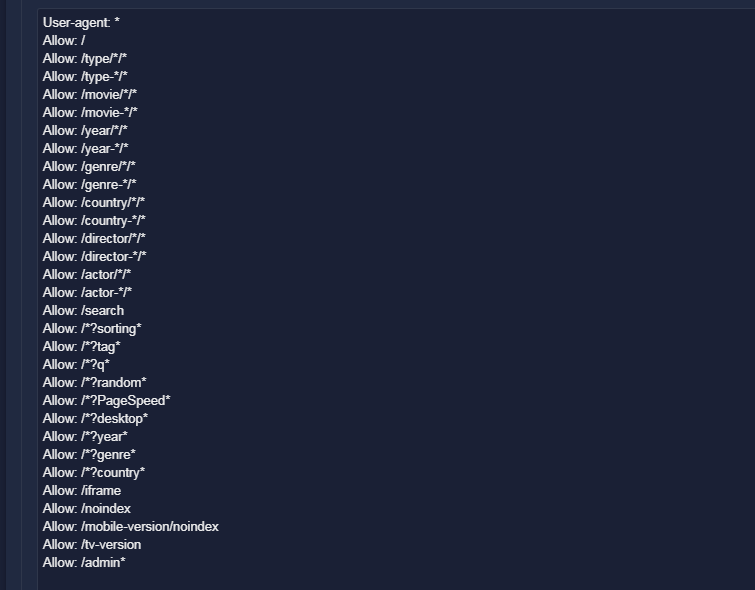 User-agent: *
Allow: /
Allow: /type/*/*
Allow: /type-*/*
Allow: /movie/*/*
Allow: /movie-*/*
Allow: /year/*/*
Allow: /year-*/*
Allow: /genre/*/*
Allow: /genre-*/*
Allow: /country/*/*
Allow: /country-*/*
Allow: /director/*/*
Allow: /director-*/*
Allow: /actor/*/*
Allow: /actor-*/*
Allow: /search
Allow: /*?sorting*
Allow: /*?tag*
Allow: /*?q*
Allow: /*?random*
Allow: /*?PageSpeed*
Allow: /*?desktop*
Allow: /*?year*
Allow: /*?genre*
Allow: /*?country*
Allow: /iframe
Allow: /noindex
Allow: /mobile-version/noindex
Allow: /tv-version
Allow: /admin*